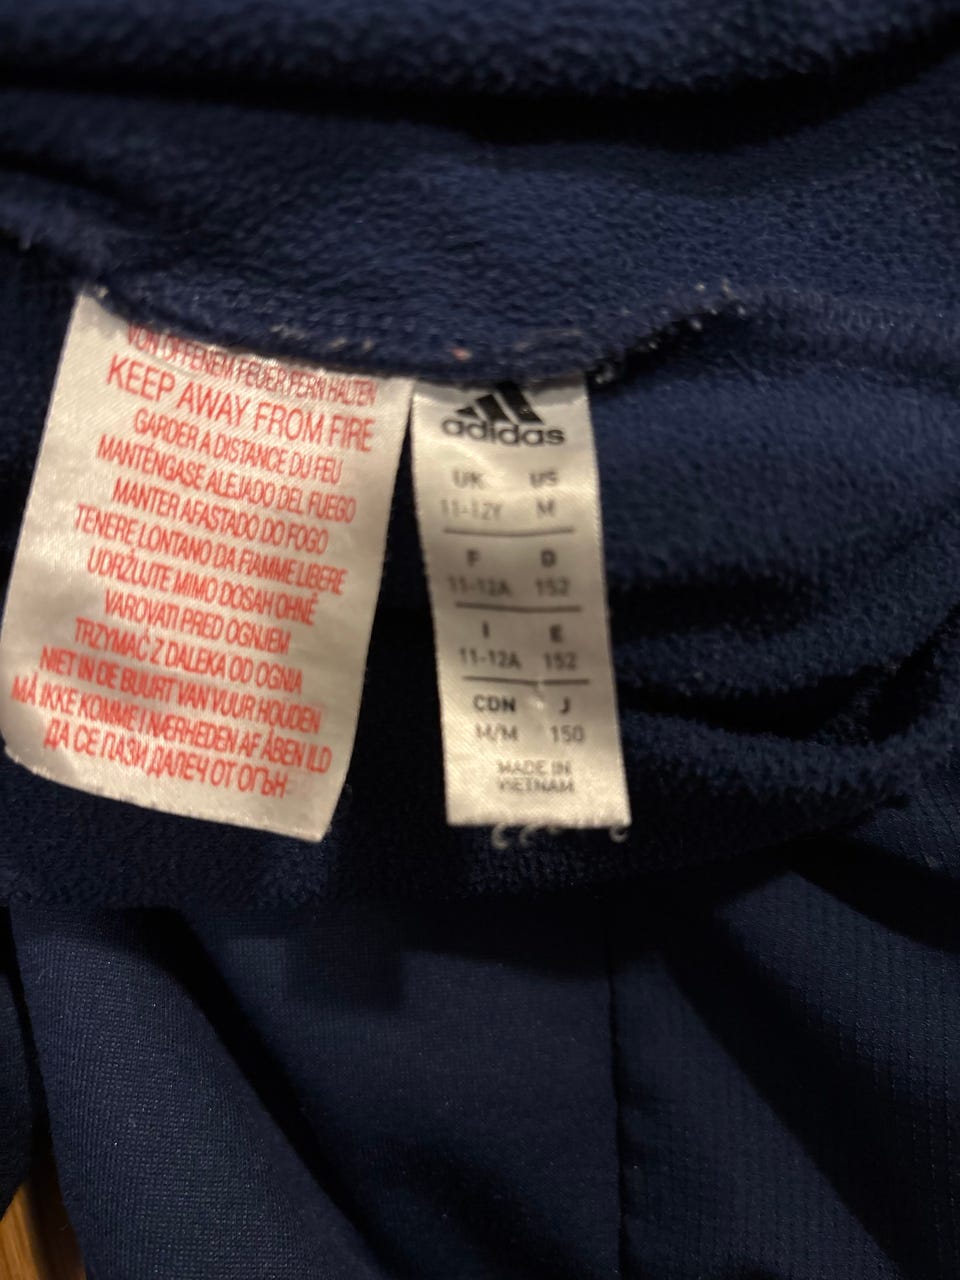 VON OFFENEM FEUER FERN HALTEN
KEEP AWAY FROM FIRE
GARDER A DISTANCE DU FEU
MANTÉNGASE ALEJADO DEL FUEGO
MANTER AFASTADO DO FOGO
TENERE LONTANO DA FIAMME LIBERE
UDRŽUJTE MIMO DOSAH OHNĚ
VAROVATI PRED OGNJEM
TRZYMAĆ Z DALEKA OD OGNIA
NIET IN DE BUURT VAN VUUR HOUDEN
MÅ IKKE KOMME I NÆRHEDEN AF ÅBEN ILD
ДА СЕ ПАЗИ ДАЛЕЧ ОТ ОГЪН
adidas
UK US
11-12Y M
F D
11-12A 152
I E
11-12A 152
CDN J
M/M 150
MADE IN
VIETNAM